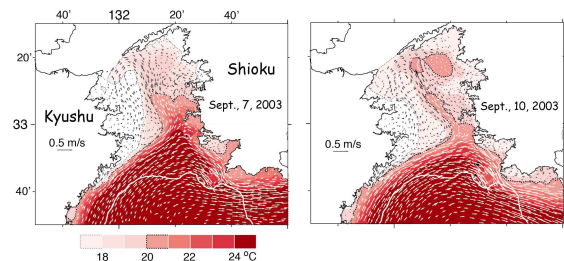 40' 132 20' 40'
20'
Shioku
Sept., 7, 2003
Sept., 10, 2003
Kyushu
33
0.5 m/s
0.5 m/s
40'
18 20 22 24 °C